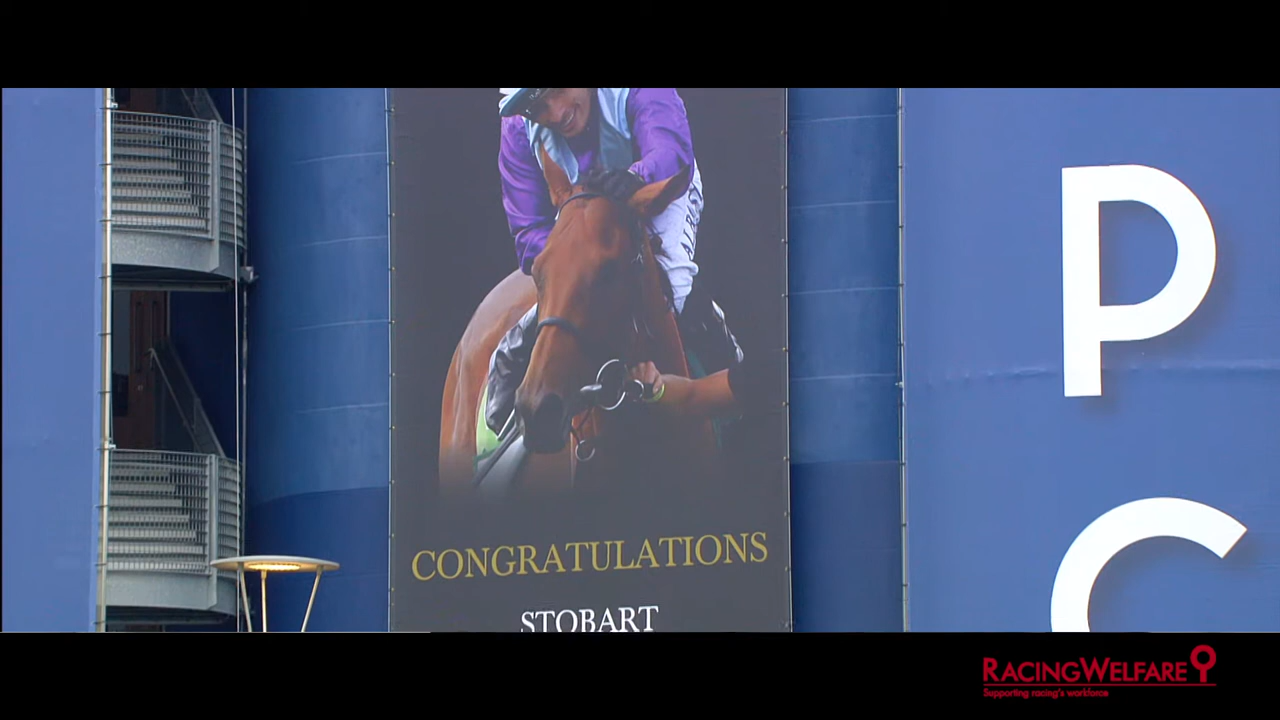 P
C
CONGRATULATIONS
STOBART
RACINGWELFARE
Supporting racing's workforce